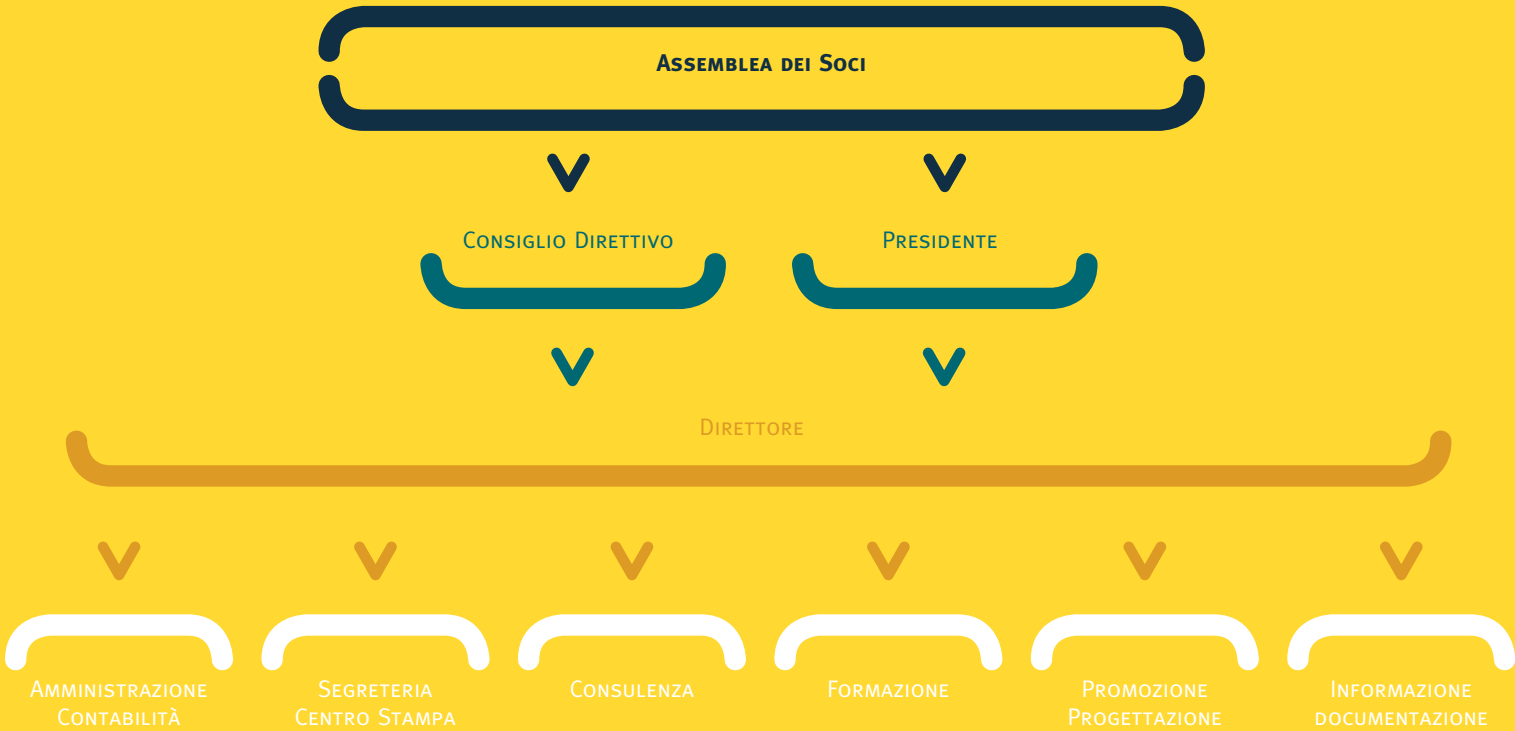 Assemblea dei Soci
Consiglio Direttivo
Presidente
Direttore
Amministrazione
Contabilità
Segreteria
Centro Stampa
Consulenza
Formazione
Promozione
Progettazione
Informazione
documentazione